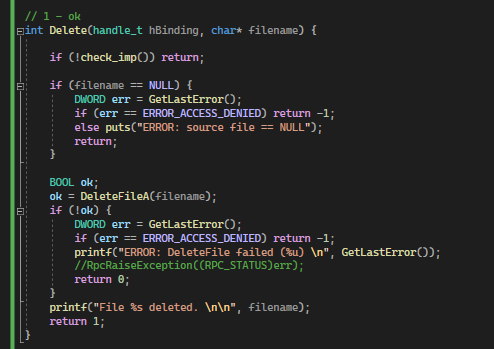 // 1 - ok
int Delete(handle_t hBinding, char* filename) {
if (!check_imp()) return;
if (filename == NULL) {
DWORD err = GetLastError();
if (err == ERROR_ACCESS_DENIED) return -1;
else puts("ERROR: source file == NULL");
return;
}
BOOL ok;
ok = DeleteFileA(filename);
if (!ok) {
DWORD err = GetLastError();
if (err == ERROR_ACCESS_DENIED) return -1;
printf("ERROR: DeleteFile failed (%u) \n", GetLastError());
//RpcRaiseException((RPC_STATUS)err);
return 0;
}
printf("File %s deleted. \n\n", filename);
return 1;
}